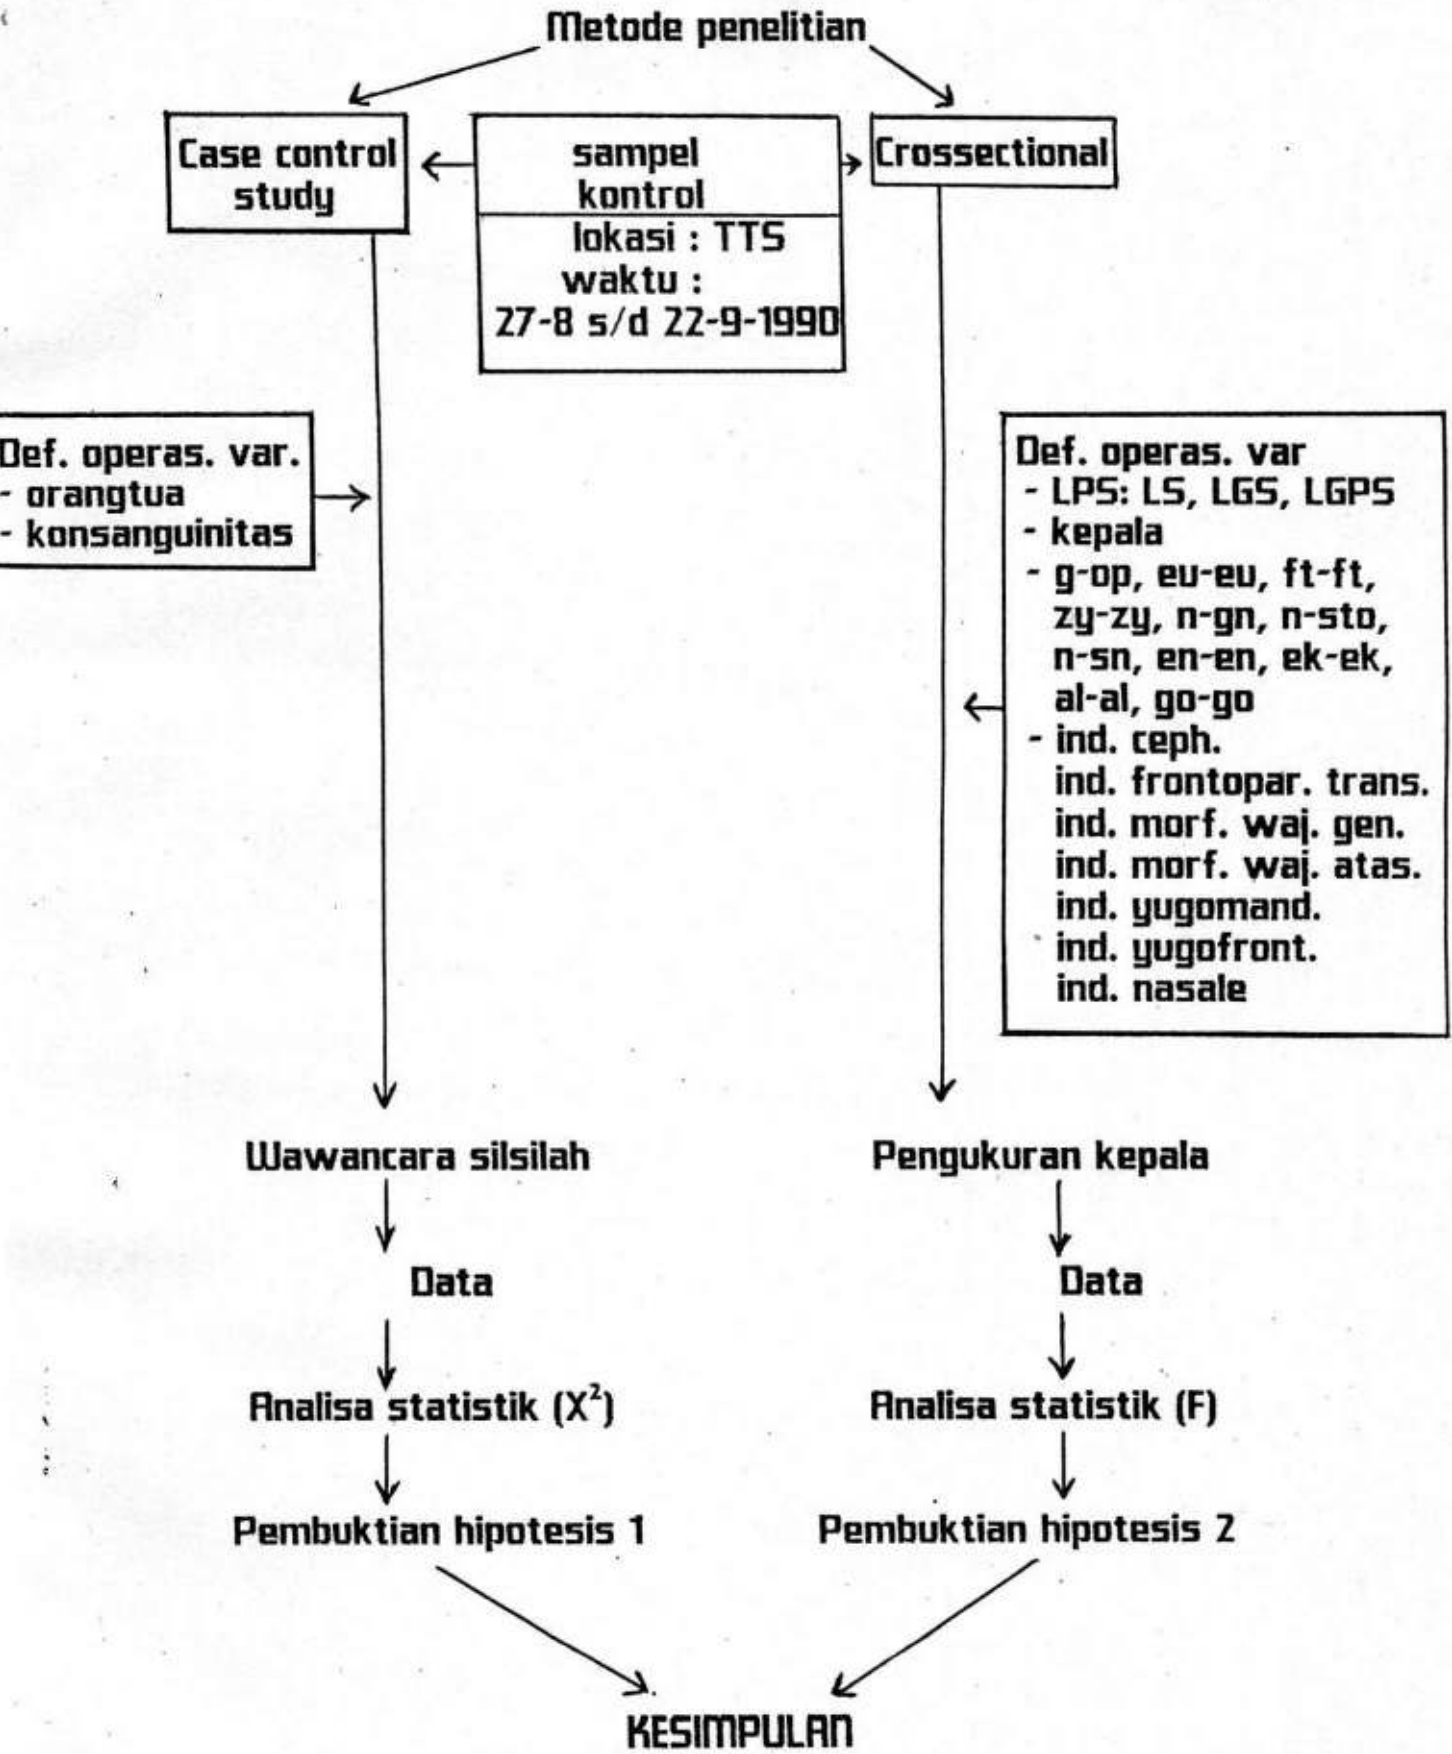 Metode penelitian
Case control
study
sampel
kontrol
lokasi : TTS
waktu :
27-8 s/d 22-9-1990
Crossectional
Def. operas. var.
- orangtua
- konsanguinitas
Def. operas. var
- LPS: LS, LGS, LGPS
- kepala
- g-op, eu-eu, ft-ft,
zy-zy, n-gn, n-sto,
n-sn, en-en, ek-ek,
al-al, go-go
- ind. ceph.
ind. frontopar. trans.
ind. morf. waj. gen.
ind. morf. waj. atas.
ind. yugomand.
ind. yugofront.
ind. nasale
Wawancara silsilah
Data
Analisa statistik (X²)
Pembuktian hipotesis 1
Pengukuran kepala
Data
Analisa statistik (F)
Pembuktian hipotesis 2
KESIMPULAN